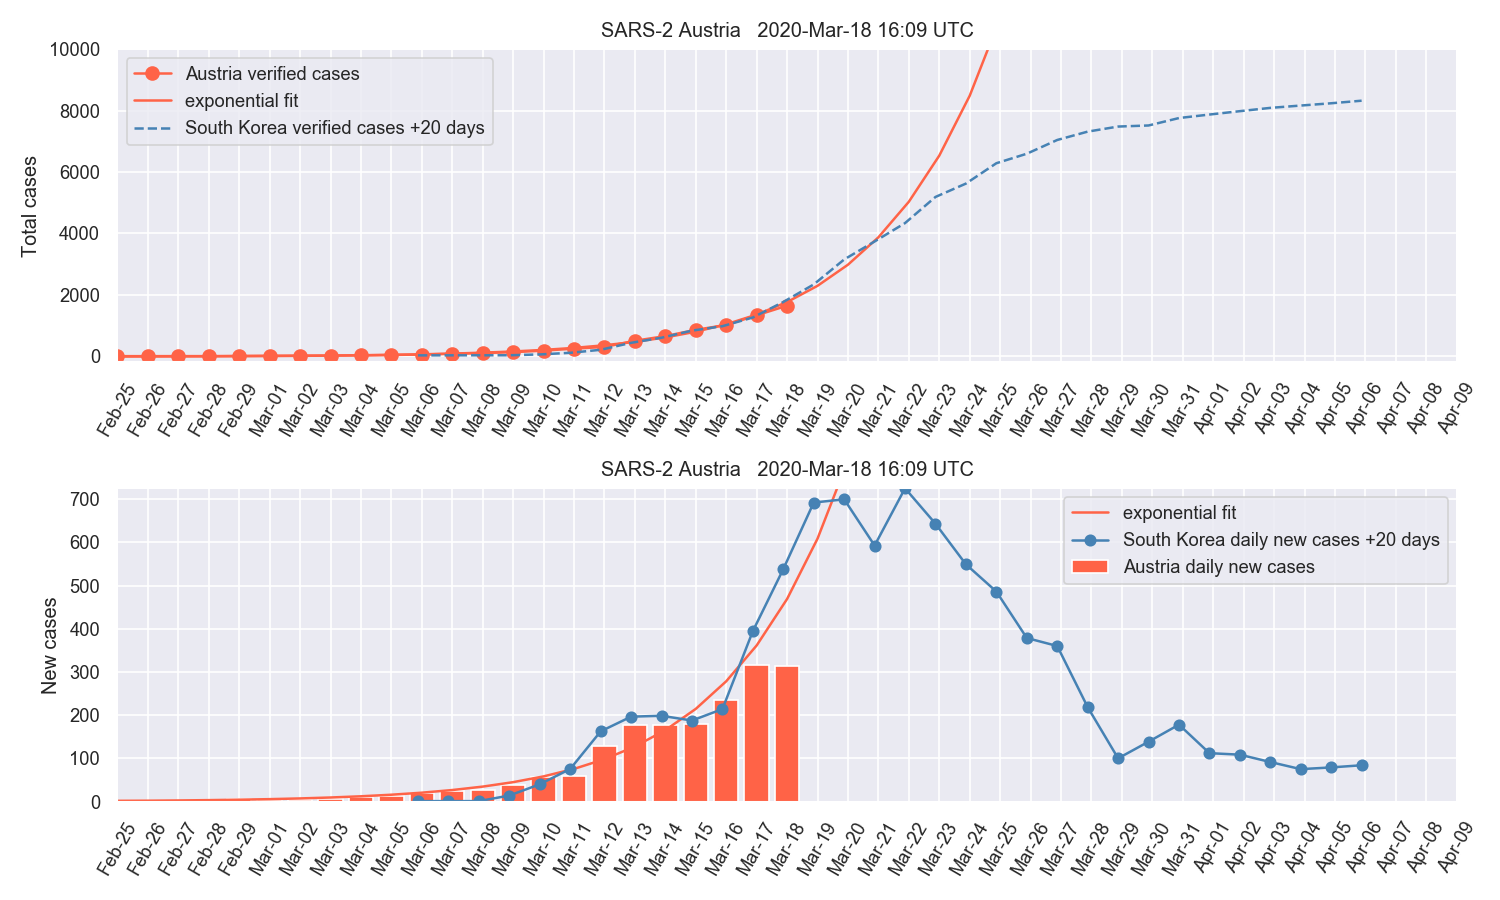 SARS-2 Austria   2020-Mar-18 16:09 UTC
10000
8000
6000
4000
2000
0
Total cases
Austria verified cases
exponential fit
South Korea verified cases +20 days
Feb-25
Feb-26
Feb-27
Feb-28
Feb-29
Mar-01
Mar-02
Mar-03
Mar-04
Mar-05
Mar-06
Mar-07
Mar-08
Mar-09
Mar-10
Mar-11
Mar-12
Mar-13
Mar-14
Mar-15
Mar-16
Mar-17
Mar-18
Mar-19
Mar-20
Mar-21
Mar-22
Mar-23
Mar-24
Mar-25
Mar-26
Mar-27
Mar-28
Mar-29
Mar-30
Mar-31
Apr-01
Apr-02
Apr-03
Apr-04
Apr-05
Apr-06
Apr-07
Apr-08
Apr-09
SARS-2 Austria   2020-Mar-18 16:09 UTC
700
600
500
400
300
200
100
0
New cases
exponential fit
South Korea daily new cases +20 days
Austria daily new cases
Feb-25
Feb-26
Feb-27
Feb-28
Feb-29
Mar-01
Mar-02
Mar-03
Mar-04
Mar-05
Mar-06
Mar-07
Mar-08
Mar-09
Mar-10
Mar-11
Mar-12
Mar-13
Mar-14
Mar-15
Mar-16
Mar-17
Mar-18
Mar-19
Mar-20
Mar-21
Mar-22
Mar-23
Mar-24
Mar-25
Mar-26
Mar-27
Mar-28
Mar-29
Mar-30
Mar-31
Apr-01
Apr-02
Apr-03
Apr-04
Apr-05
Apr-06
Apr-07
Apr-08
Apr-09